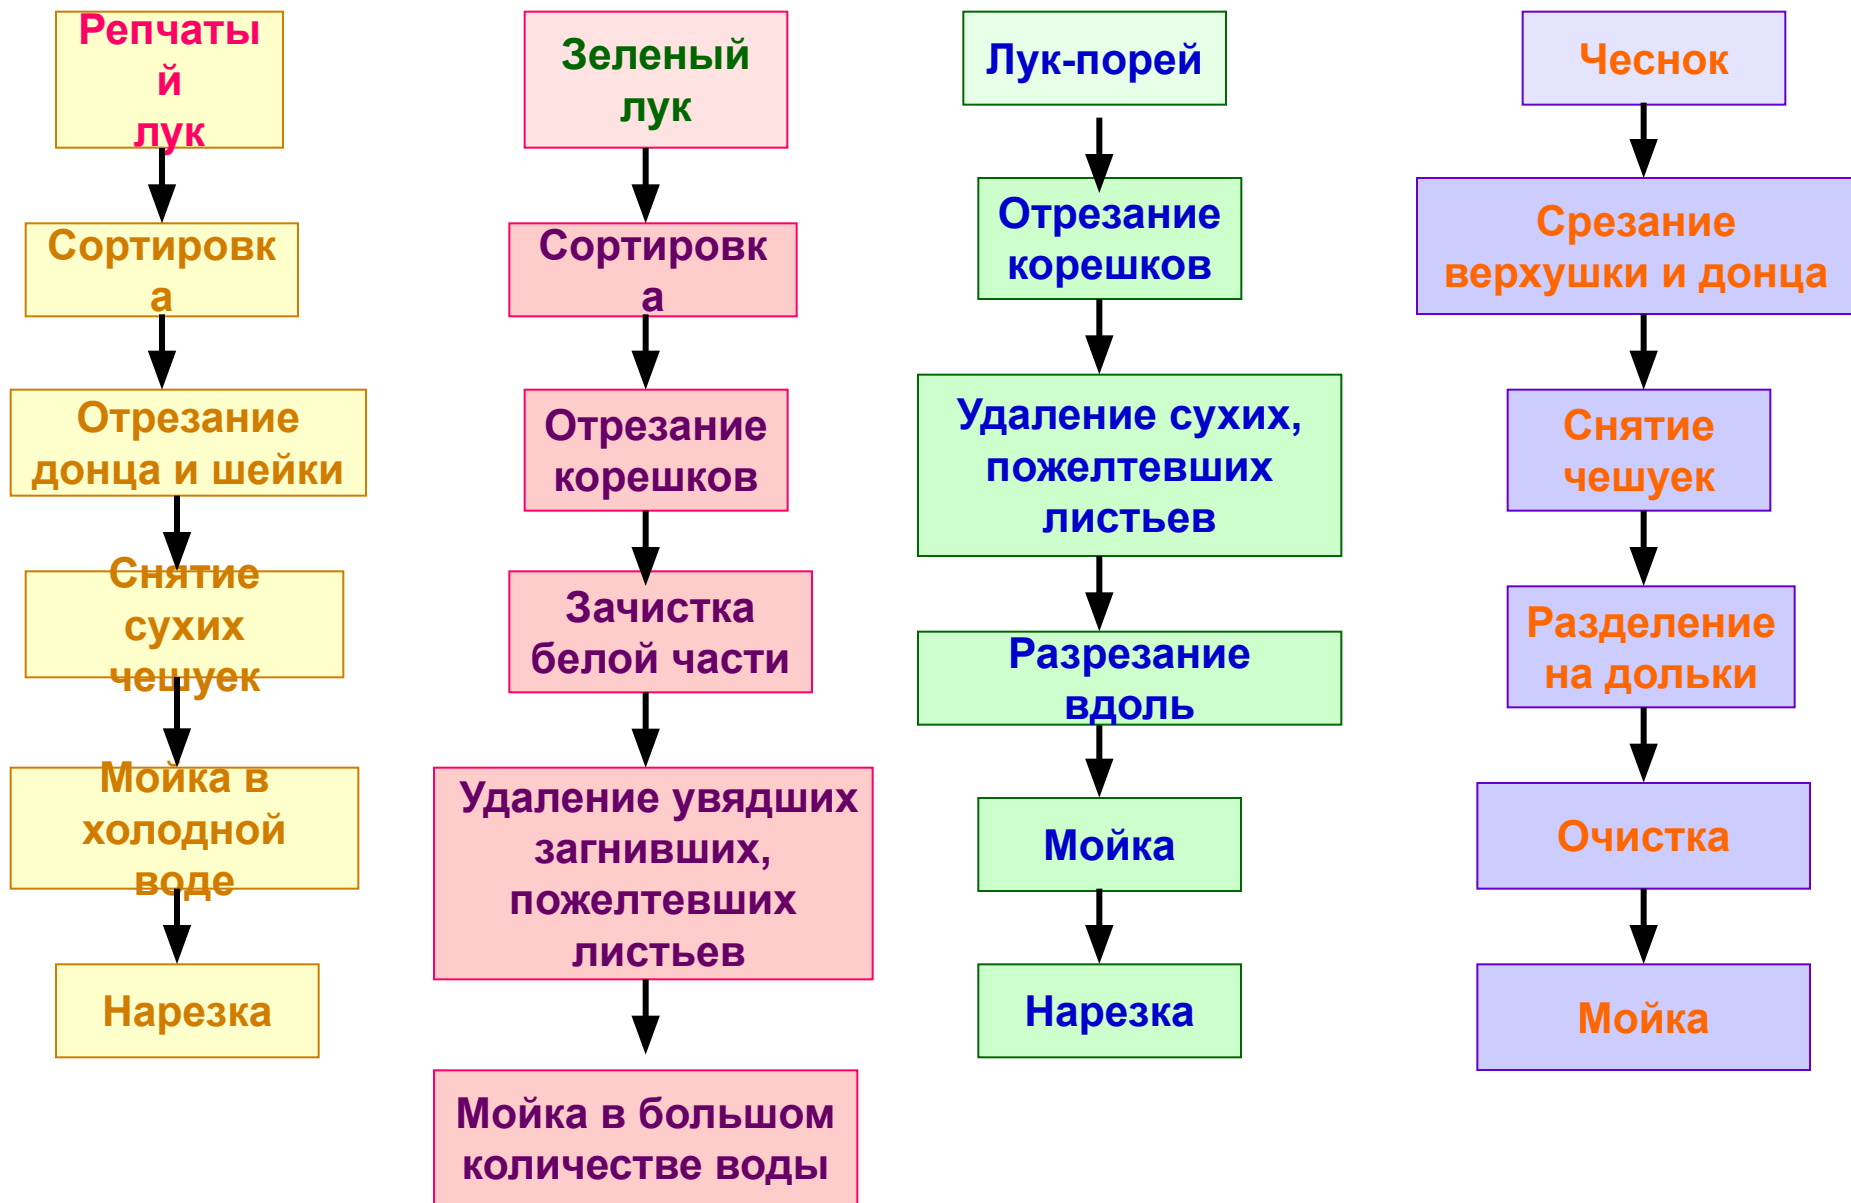 Репчаты
й
лук
Сортировк
а
Отрезание
донца и шейки
Снятие
сухих
чешуек
Мойка в
холодной
воде
Нарезка
Зеленый
лук
Сортировк
а
Отрезание
корешков
Зачистка
белой части
Удаление увядших
загнивших,
пожелтевших
листьев
Мойка в большом
количестве воды
Лук-порей
Отрезание
корешков
Удаление сухих,
пожелтевших
листьев
Разрезание
вдоль
Мойка
Нарезка
Чеснок
Срезание
верхушки и донца
Снятие
чешуек
Разделение
на дольки
Очистка
Мойка